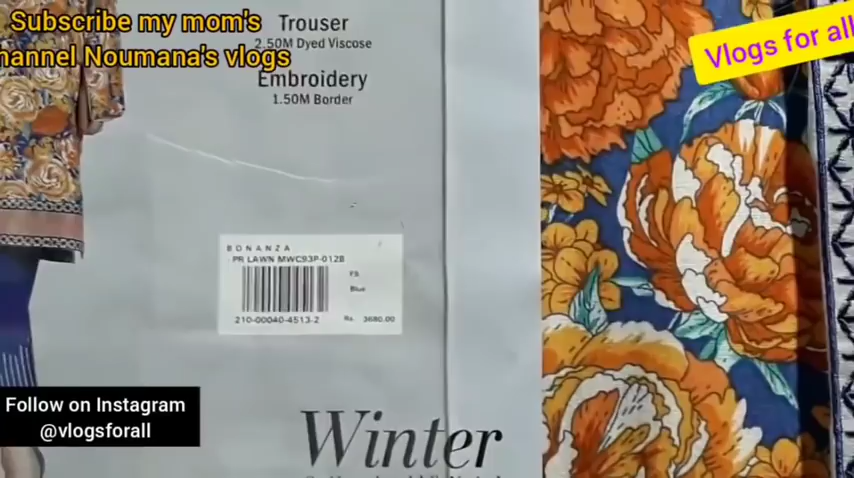 Subscribe my mom's
hannel Noumana's vlogs
Trouser
2.50M Dyed Viscose
Embroidery
1.50M Border
Vlogs for all
BONANZA
PR LAWN MWC93P-012B
FS
Blue
210-00040-4513-2
Rs. 3680.00
Follow on Instagram
@vlogsforall
Winter